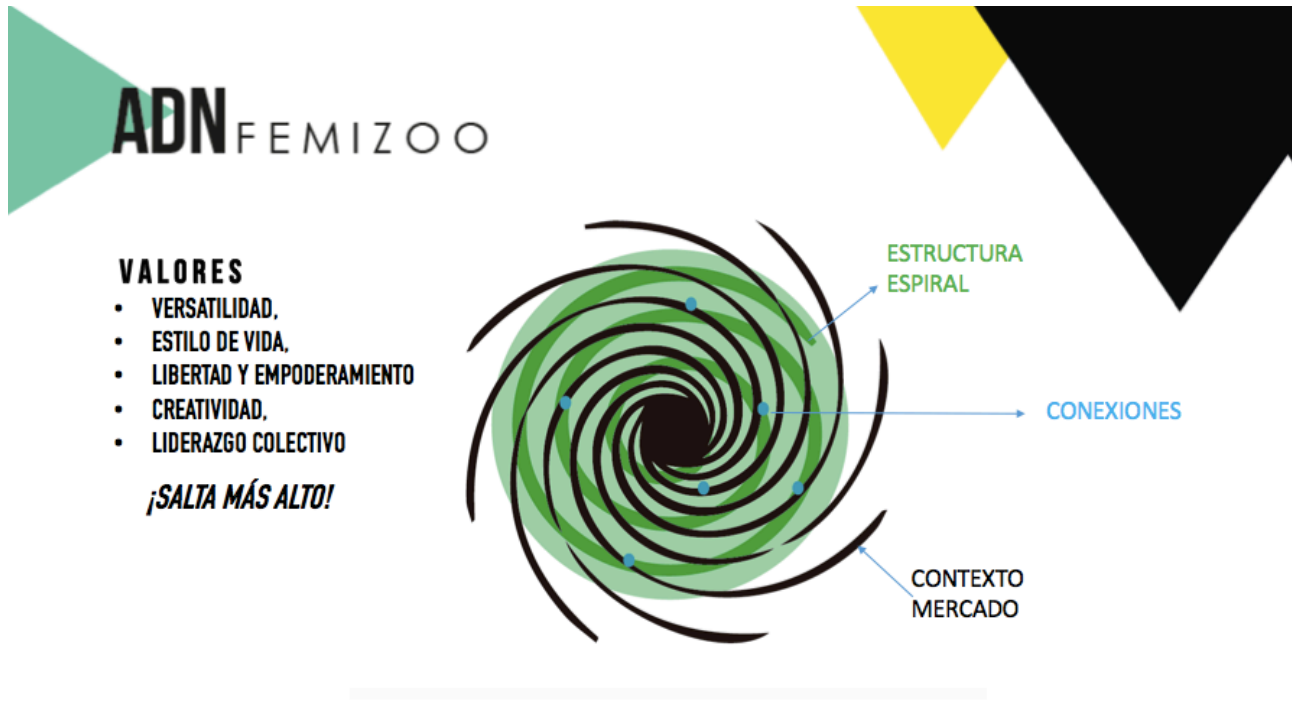 ADN FEMIZOO
VALORES
• VERSATILIDAD,
• ESTILO DE VIDA,
• LIBERTAD Y EMPODERAMIENTO
• CREATIVIDAD,
• LIDERAZGO COLECTIVO
¡SALTA MÁS ALTO!
ESTRUCTURA
ESPIRAL
CONEXIONES
CONTEXTO
MERCADO